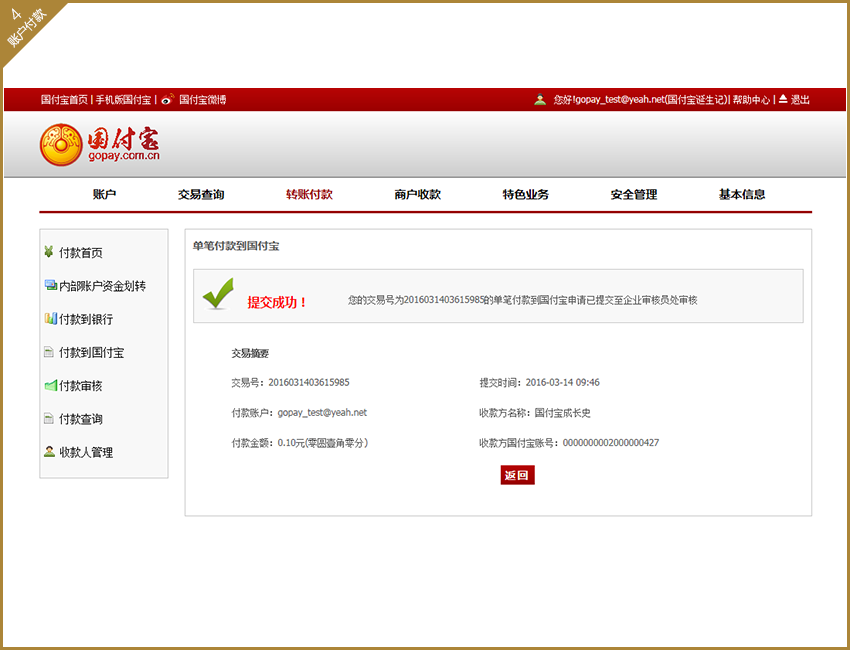 4
账户付款
国付宝首页 | 手机版国付宝 | 国付宝微博
您好!gopay_test@yeah.net(国付宝诞生记)| 帮助中心 | 退出
国付宝
gopay.com.cn
账户 交易查询 转账付款 商户收款 特色业务 安全管理 基本信息
付款首页
内部账户资金划转
付款到银行
付款到国付宝
付款审核
付款查询
收款人管理
单笔付款到国付宝
提交成功！ 您的交易号为2016031403615985的单笔付款到国付宝申请已提交至企业审核员处审核
交易摘要
交易号：2016031403615985 提交时间：2016-03-14 09:46
付款账户：gopay_test@yeah.net 收款方名称：国付宝成长史
付款金额：0.10元(零圆壹角零分) 收款方国付宝账号：0000000002000000427
返回